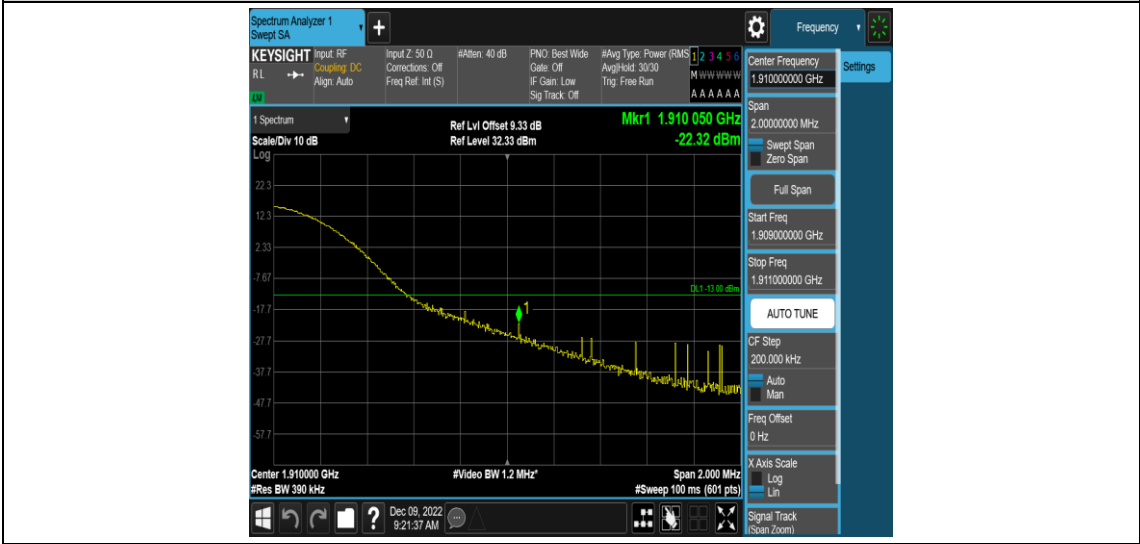 Spectrum Analyzer 1
Swept SA
+
Frequency
KEYSIGHT
RL
LM
Input: RF
Coupling: DC
Align: Auto
Input Z: 50 Ω
Corrections: Off
Freq Ref: Int (S)
#Atten: 40 dB
PNO: Best Wide
Gate: Off
IF Gain: Low
Sig Track: Off
#Avg Type: Power (RMS
Avg|Hold: 30/30
Trig: Free Run
1 2 3 4 5 6
M W W W W W
A A A A A A
1 Spectrum
Scale/Div 10 dB
Log
Ref Lvl Offset 9.33 dB
Ref Level 32.33 dBm
Mkr1 1.910 050 GHz
-22.32 dBm
22.3
12.3
2.33
-7.67
-17.7
-27.7
-37.7
-47.7
-57.7
DL1 -13.00 dBm
1
Center 1.910000 GHz
#Res BW 390 kHz
#Video BW 1.2 MHz*
Span 2.000 MHz
#Sweep 100 ms (601 pts)
?
Dec 09, 2022
9:21:37 AM
Center Frequency
1.910000000 GHz
Settings
Span
2.00000000 MHz
Swept Span
Zero Span
Full Span
Start Freq
1.909000000 GHz
Stop Freq
1.911000000 GHz
AUTO TUNE
CF Step
200.000 kHz
Auto
Man
Freq Offset
0 Hz
X Axis Scale
Log
Lin
Signal Track
(Span Zoom)